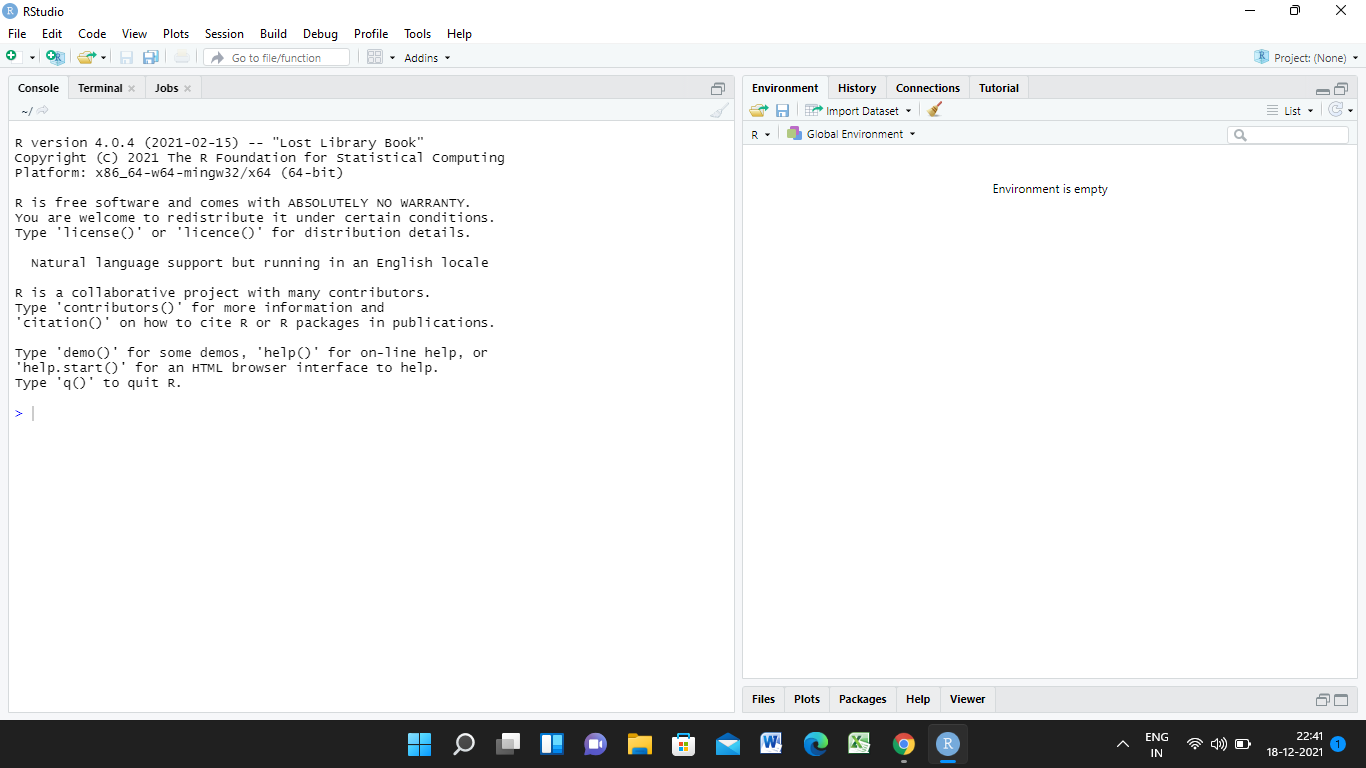 RStudio
File Edit Code View Plots Session Build Debug Profile Tools Help
Go to file/function Addins Project: (None)
Console Terminal Jobs
~/
R version 4.0.4 (2021-02-15) -- "Lost Library Book"
Copyright (C) 2021 The R Foundation for Statistical Computing
Platform: x86_64-w64-mingw32/x64 (64-bit)
R is free software and comes with ABSOLUTELY NO WARRANTY.
You are welcome to redistribute it under certain conditions.
Type 'license()' or 'licence()' for distribution details.
Natural language support but running in an English locale
R is a collaborative project with many contributors.
Type 'contributors()' for more information and
'citation()' on how to cite R or R packages in publications.
Type 'demo()' for some demos, 'help()' for on-line help, or
'help.start()' for an HTML browser interface to help.
Type 'q()' to quit R.
>
Environment History Connections Tutorial
Import Dataset List
R Global Environment
Environment is empty
Files Plots Packages Help Viewer
ENG
IN
22:41
18-12-2021
1